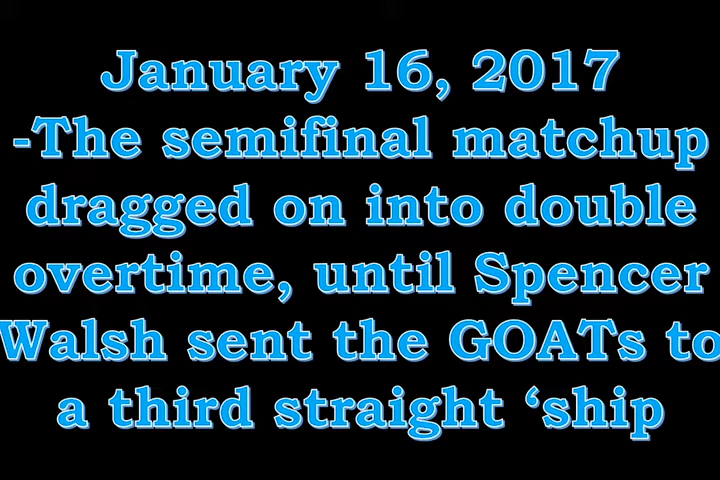 January 16, 2017
-The semifinal matchup
dragged on into double
overtime, until Spencer
Walsh sent the GOATs to
a third straight ‘ship